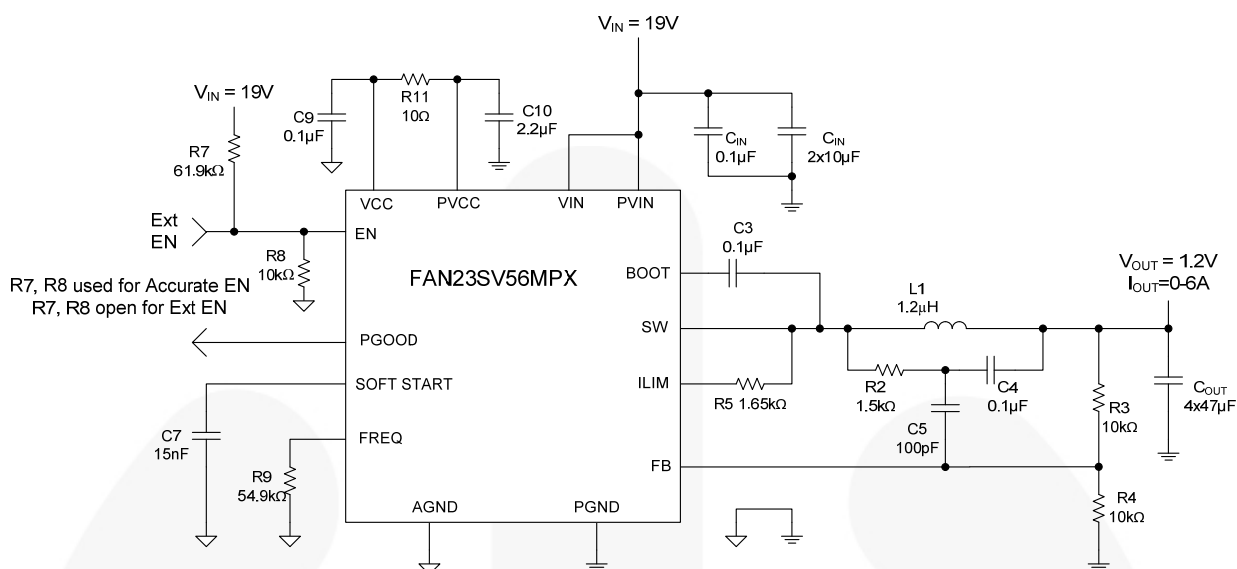 V_IN = 19V
V_IN = 19V
C9
0.1µF
R11
10Ω
C10
2.2µF
C_IN
0.1µF
C_IN
2x10µF
R7
61.9kΩ
VCC
PVCC
VIN
PVIN
Ext
EN
EN
R8
10kΩ
R7, R8 used for Accurate EN
R7, R8 open for Ext EN
FAN23SV56MPX
C3
0.1µF
BOOT
V_OUT = 1.2V
I_OUT=0-6A
L1
1.2µH
SW
PGOOD
SOFT START
ILIM
R5 1.65kΩ
R2
1.5kΩ
C4
0.1µF
C5
100pF
R3
10kΩ
C_OUT
4x47µF
C7
15nF
FREQ
R9
54.9kΩ
FB
R4
10kΩ
AGND
PGND